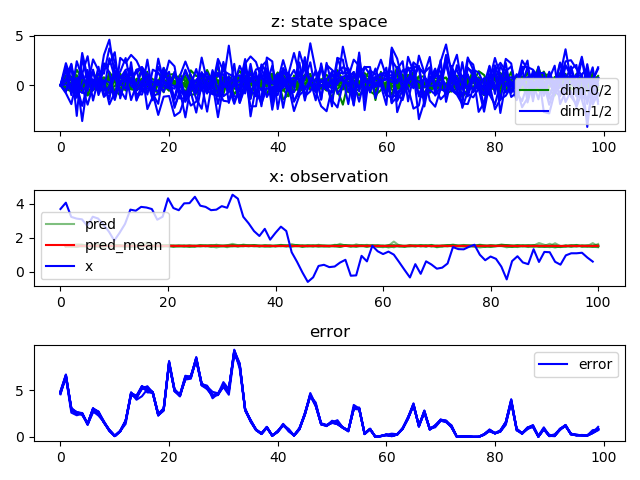 z: state space
5
0
dim-0/2
dim-1/2
0 20 40 60 80 100
x: observation
4
2
0
pred
pred_mean
x
0 20 40 60 80 100
error
5
0
error
0 20 40 60 80 100